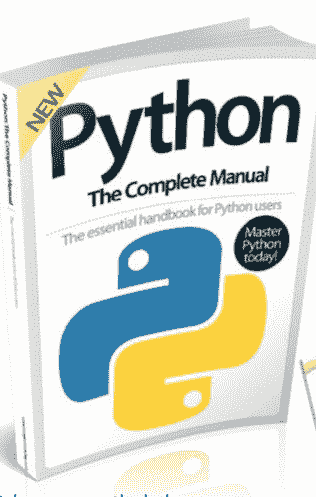 NEW
Python
The Complete Manual
The essential handbook for Python users
Master
Python
today!
Python The Complete Manual